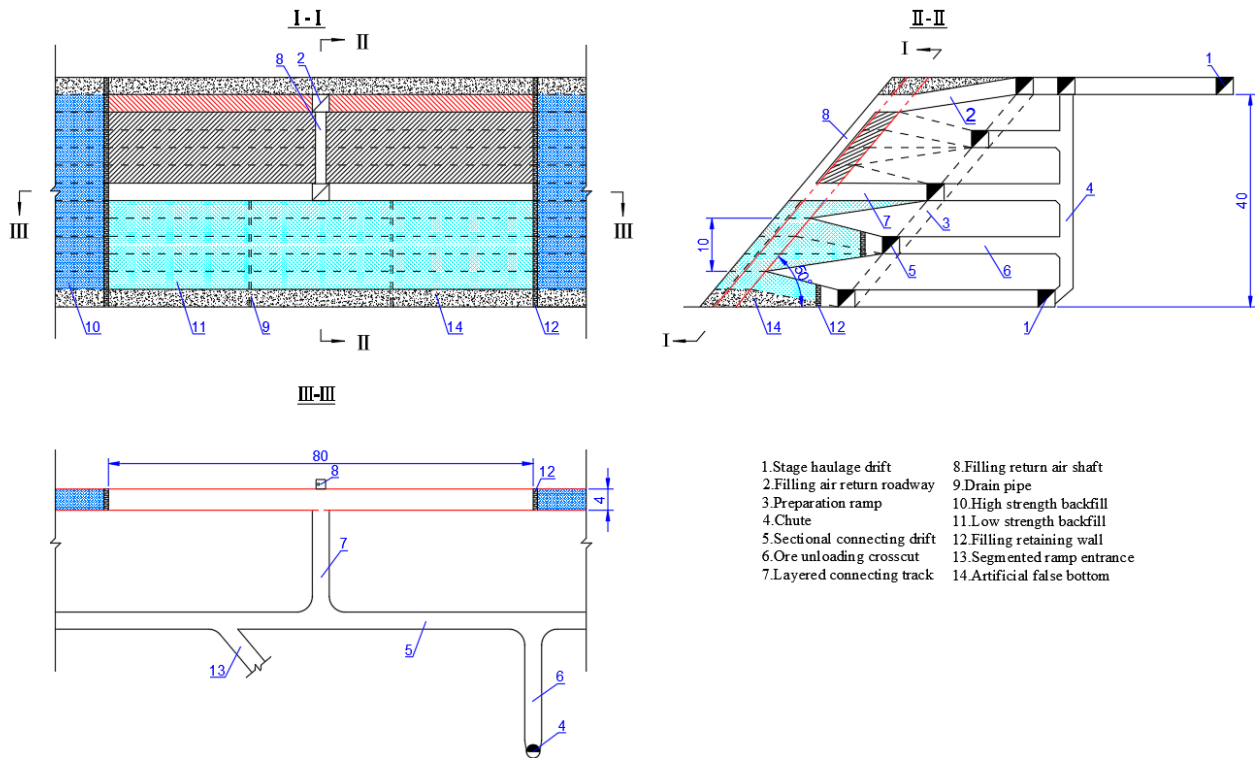 I - I
II
8
2
III
III
10
11
9
14
12
II
II-II
I
1
8
2
4
40
7
3
10
5
6
60°
14
12
1
I
III-III
80
8
12
4
7
5
13
6
4
1.Stage haulage drift
2.Filling air return roadway
3.Preparation ramp
4.Chute
5.Sectional connecting drift
6.Ore unloading crosscut
7.Layered connecting track
8.Filling return air shaft
9.Drain pipe
10.High strength backfill
11.Low strength backfill
12.Filling retaining wall
13.Segmented ramp entrance
14.Artificial false bottom